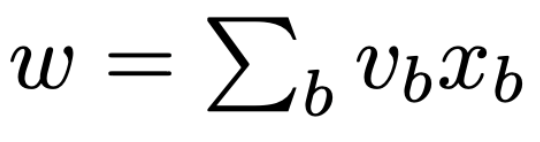 w = ∑_b v_b x_b